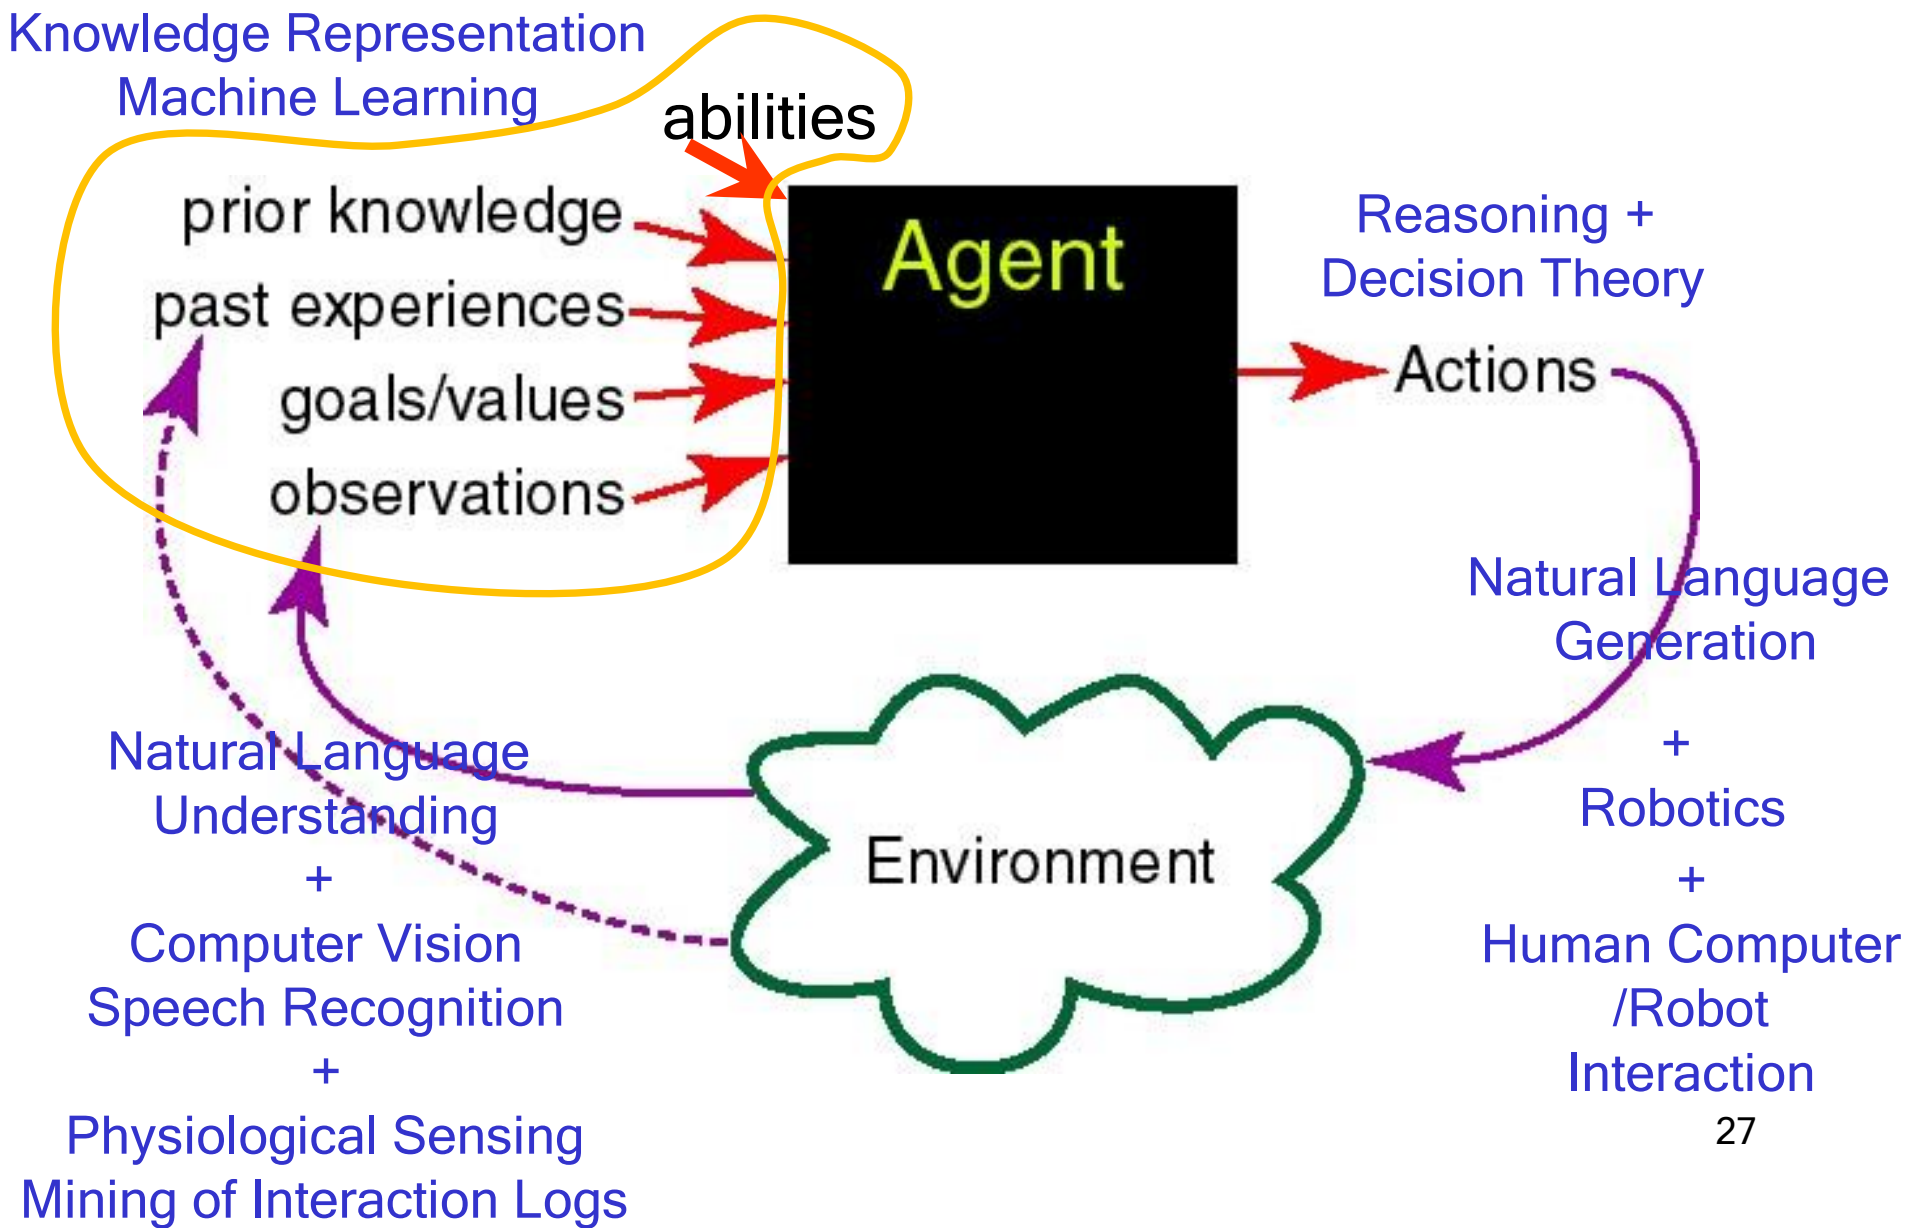 Knowledge Representation
Machine Learning
abilities
prior knowledge
past experiences
goals/values
observations
Agent
Reasoning +
Decision Theory
Actions
Natural Language
Generation
+
Robotics
+
Human Computer
/Robot
Interaction
Environment
Natural Language
Understanding
+
Computer Vision
Speech Recognition
+
Physiological Sensing
Mining of Interaction Logs
27